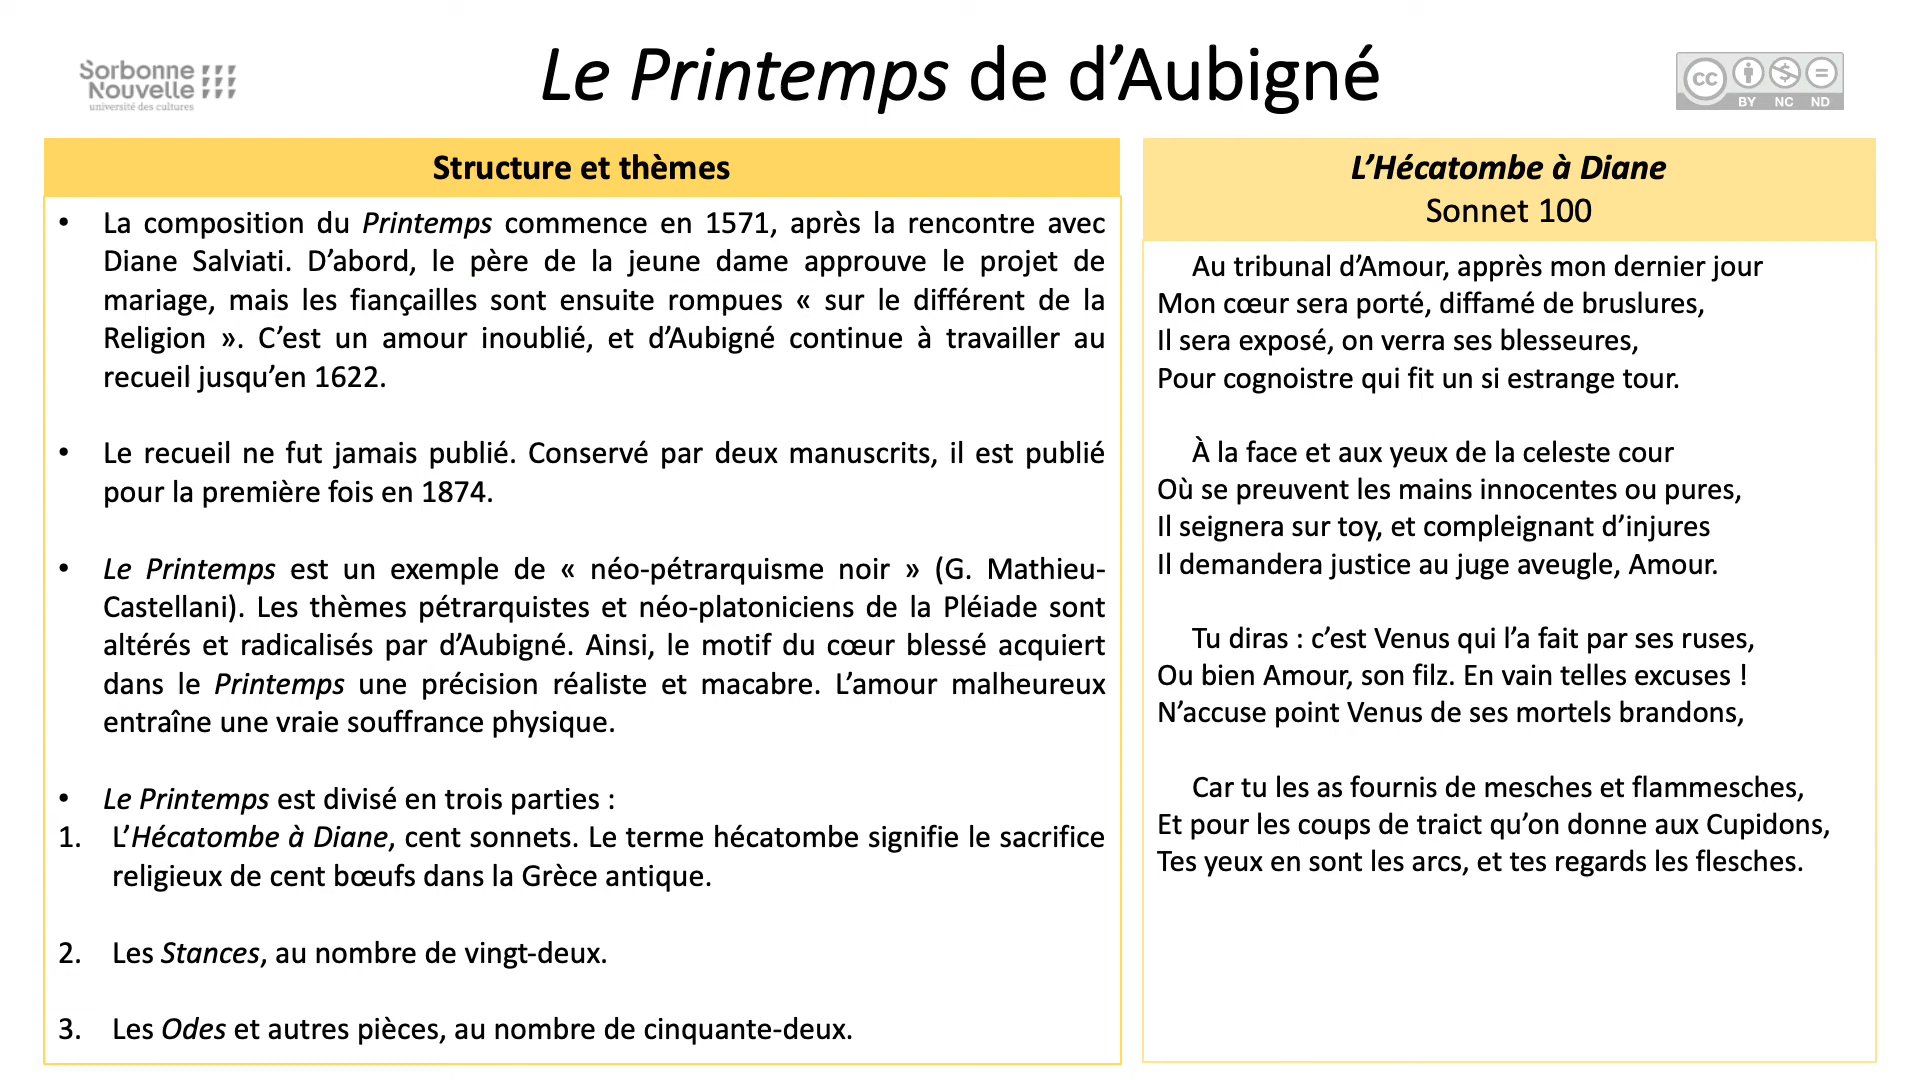 Sorbonne
Nouvelle
université des cultures
Le Printemps de d’Aubigné
cc
BY NC ND
Structure et thèmes
• La composition du Printemps commence en 1571, après la rencontre avec
Diane Salviati. D’abord, le père de la jeune dame approuve le projet de
mariage, mais les fiançailles sont ensuite rompues « sur le différent de la
Religion ». C’est un amour inoublié, et d’Aubigné continue à travailler au
recueil jusqu’en 1622.
• Le recueil ne fut jamais publié. Conservé par deux manuscrits, il est publié
pour la première fois en 1874.
• Le Printemps est un exemple de « néo-pétrarquisme noir » (G. Mathieu-
Castellani). Les thèmes pétrarquistes et néo-platoniciens de la Pléiade sont
altérés et radicalisés par d’Aubigné. Ainsi, le motif du cœur blessé acquiert
dans le Printemps une précision réaliste et macabre. L’amour malheureux
entraîne une vraie souffrance physique.
• Le Printemps est divisé en trois parties :
1. L’Hécatombe à Diane, cent sonnets. Le terme hécatombe signifie le sacrifice
religieux de cent bœufs dans la Grèce antique.
2. Les Stances, au nombre de vingt-deux.
3. Les Odes et autres pièces, au nombre de cinquante-deux.
L’Hécatombe à Diane
Sonnet 100
Au tribunal d’Amour, apprès mon dernier jour
Mon cœur sera porté, diffamé de bruslures,
Il sera exposé, on verra ses blesseures,
Pour cognoistre qui fit un si estrange tour.
À la face et aux yeux de la celeste cour
Où se preuvent les mains innocentes ou pures,
Il seignera sur toy, et compleignant d’injures
Il demandera justice au juge aveugle, Amour.
Tu diras : c’est Venus qui l’a fait par ses ruses,
Ou bien Amour, son filz. En vain telles excuses !
N’accuse point Venus de ses mortels brandons,
Car tu les as fournis de mesches et flammesches,
Et pour les coups de traict qu’on donne aux Cupidons,
Tes yeux en sont les arcs, et tes regards les flesches.